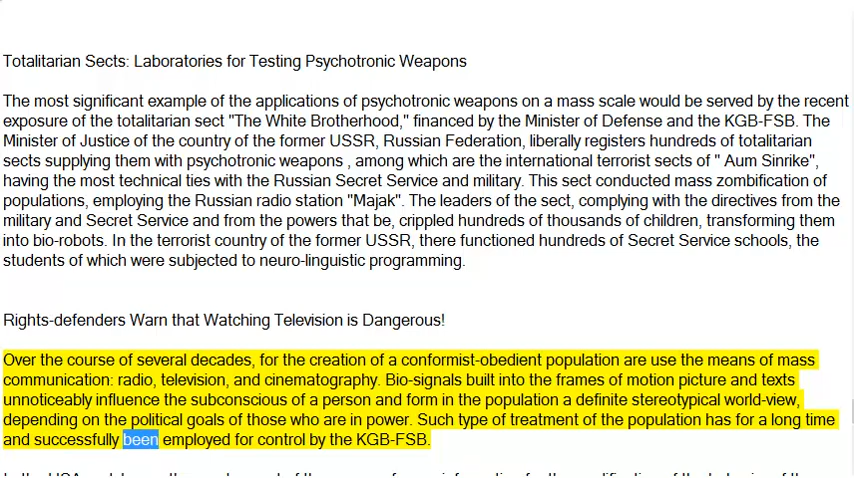 Totalitarian Sects: Laboratories for Testing Psychotronic Weapons
The most significant example of the applications of psychotronic weapons on a mass scale would be served by the recent
exposure of the totalitarian sect "The White Brotherhood," financed by the Minister of Defense and the KGB-FSB. The
Minister of Justice of the country of the former USSR, Russian Federation, liberally registers hundreds of totalitarian
sects supplying them with psychotronic weapons , among which are the international terrorist sects of " Aum Sinrike",
having the most technical ties with the Russian Secret Service and military. This sect conducted mass zombification of
populations, employing the Russian radio station "Majak". The leaders of the sect, complying with the directives from the
military and Secret Service and from the powers that be, crippled hundreds of thousands of children, transforming them
into bio-robots. In the terrorist country of the former USSR, there functioned hundreds of Secret Service schools, the
students of which were subjected to neuro-linguistic programming.
Rights-defenders Warn that Watching Television is Dangerous!
Over the course of several decades, for the creation of a conformist-obedient population are use the means of mass
communication: radio, television, and cinematography. Bio-signals built into the frames of motion picture and texts
unnoticeably influence the subconscious of a person and form in the population a definite stereotypical world-view,
depending on the political goals of those who are in power. Such type of treatment of the population has for a long time
and successfully been employed for control by the KGB-FSB.